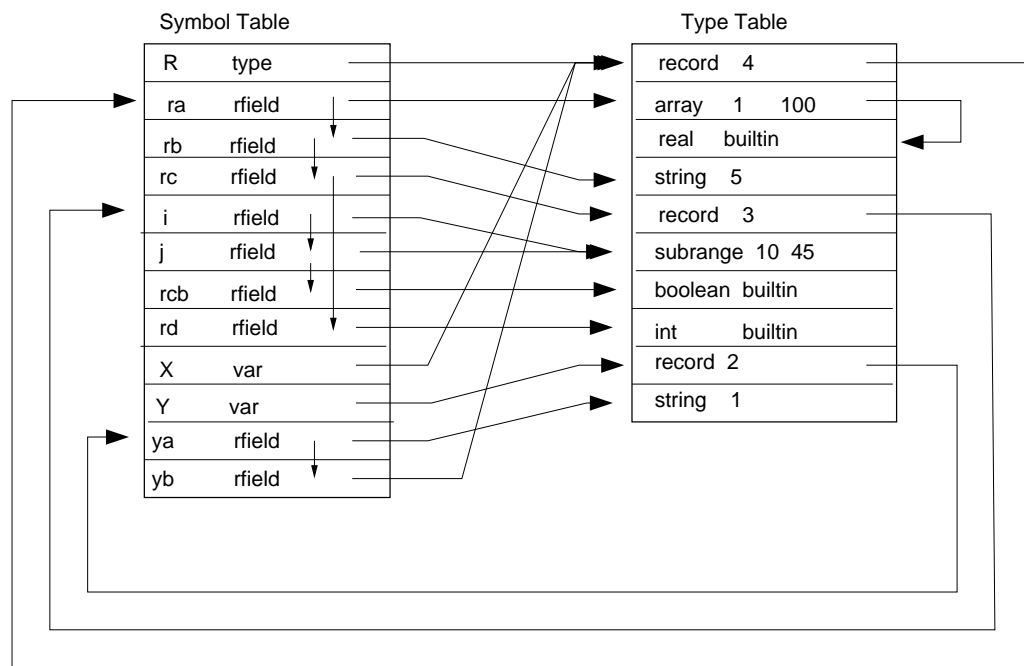 Symbol Table
R type
ra rfield
rb rfield
rc rfield
i rfield
j rfield
rcb rfield
rd rfield
X var
Y var
ya rfield
yb rfield
Type Table
record 4
array 1 100
real builtin
string 5
record 3
subrange 10 45
boolean builtin
int builtin
record 2
string 1